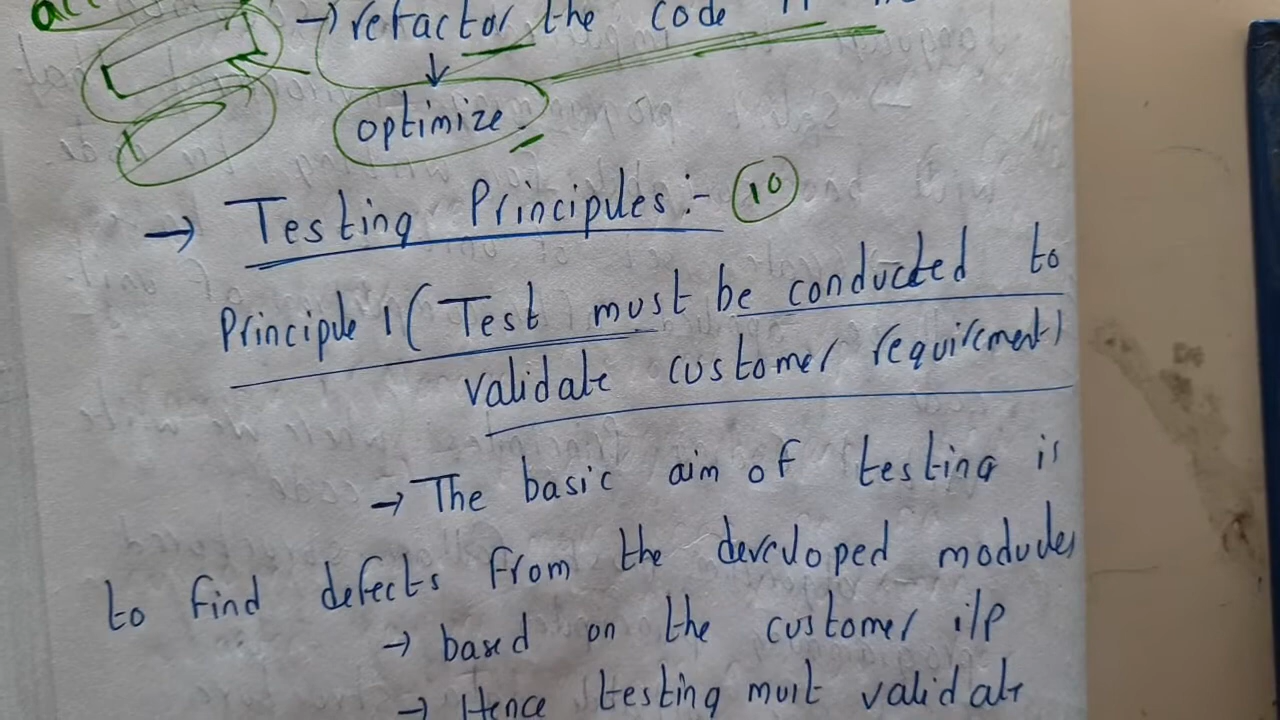 → refactor the code
↓
optimize.
→ Testing Principles:- 10
Principle 1 (Test must be conducted to
validate customer requirement)
→ The basic aim of testing is
to find defects from the developed modules
→ based on the customer i/p
→ Hence testing must validate